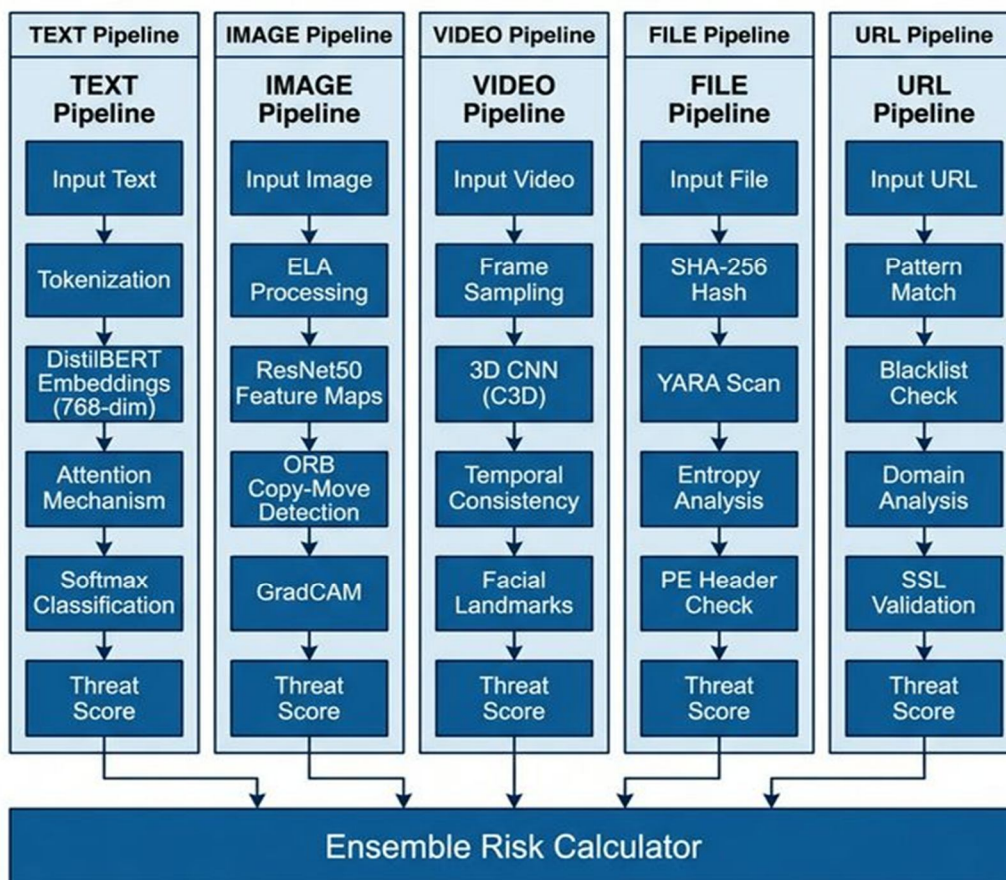 TEXT Pipeline
TEXT
Pipeline
Input Text
Tokenization
DistilBERT
Embeddings
(768-dim)
Attention
Mechanism
Softmax
Classification
Threat
Score
IMAGE Pipeline
IMAGE
Pipeline
Input Image
ELA
Processing
ResNet50
Feature Maps
ORB
Copy-Move
Detection
GradCAM
Threat
Score
VIDEO Pipeline
VIDEO
Pipeline
Input Video
Frame
Sampling
3D CNN
(C3D)
Temporal
Consistency
Facial
Landmarks
Threat
Score
FILE Pipeline
FILE
Pipeline
Input File
SHA-256
Hash
YARA Scan
Entropy
Analysis
PE Header
Check
Threat
Score
URL Pipeline
URL
Pipeline
Input URL
Pattern
Match
Blacklist
Check
Domain
Analysis
SSL
Validation
Threat
Score
Ensemble Risk Calculator